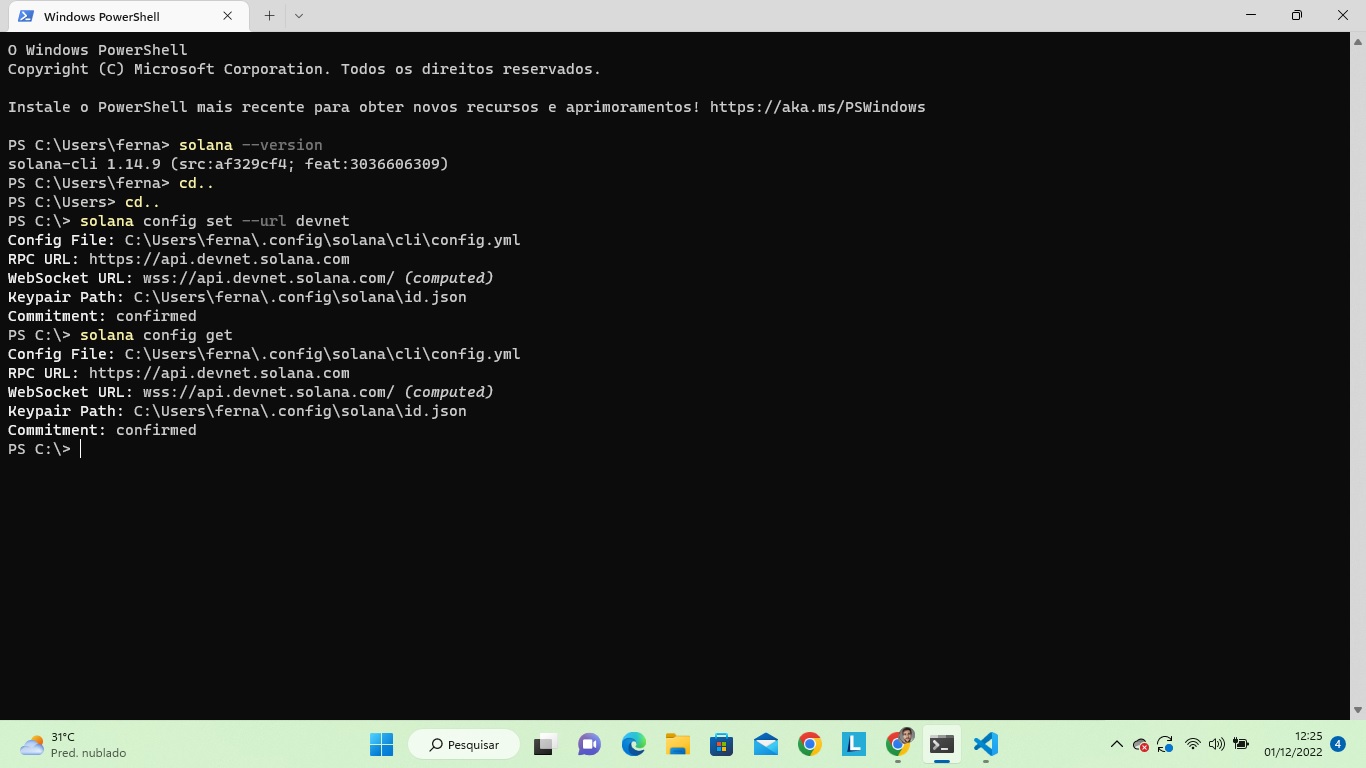 Windows PowerShell
O Windows PowerShell
Copyright (C) Microsoft Corporation. Todos os direitos reservados.
Instale o PowerShell mais recente para obter novos recursos e aprimoramentos! https://aka.ms/PSWindows
PS C:\Users\ferna> solana --version
solana-cli 1.14.9 (src:af329cf4; feat:3036606309)
PS C:\Users\ferna> cd..
PS C:\Users> cd..
PS C:\> solana config set --url devnet
Config File: C:\Users\ferna\.config\solana\cli\config.yml
RPC URL: https://api.devnet.solana.com
WebSocket URL: wss://api.devnet.solana.com/ (computed)
Keypair Path: C:\Users\ferna\.config\solana\id.json
Commitment: confirmed
PS C:\> solana config get
Config File: C:\Users\ferna\.config\solana\cli\config.yml
RPC URL: https://api.devnet.solana.com
WebSocket URL: wss://api.devnet.solana.com/ (computed)
Keypair Path: C:\Users\ferna\.config\solana\id.json
Commitment: confirmed
PS C:\>
31°C
Pred. nublado
Pesquisar
L
12:25
01/12/2022
4